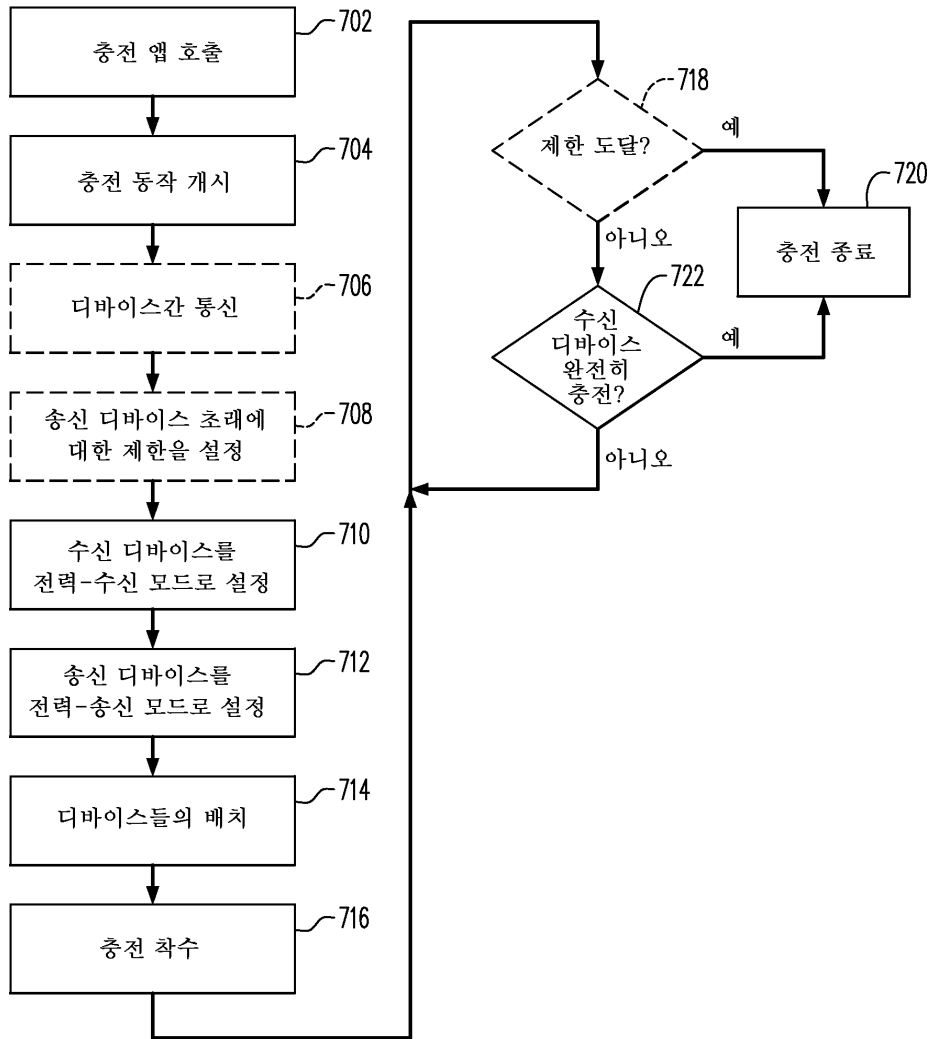 702
충전 앱 호출
704
충전 동작 개시
706
디바이스간 통신
708
송신 디바이스 초래에
대한 제한을 설정
710
수신 디바이스를
전력-수신 모드로 설정
712
송신 디바이스를
전력-송신 모드로 설정
714
디바이스들의 배치
716
충전 착수
718
제한 도달?
예
아니오
720
충전 종료
722
수신
디바이스
완전히
충전?
예
아니오